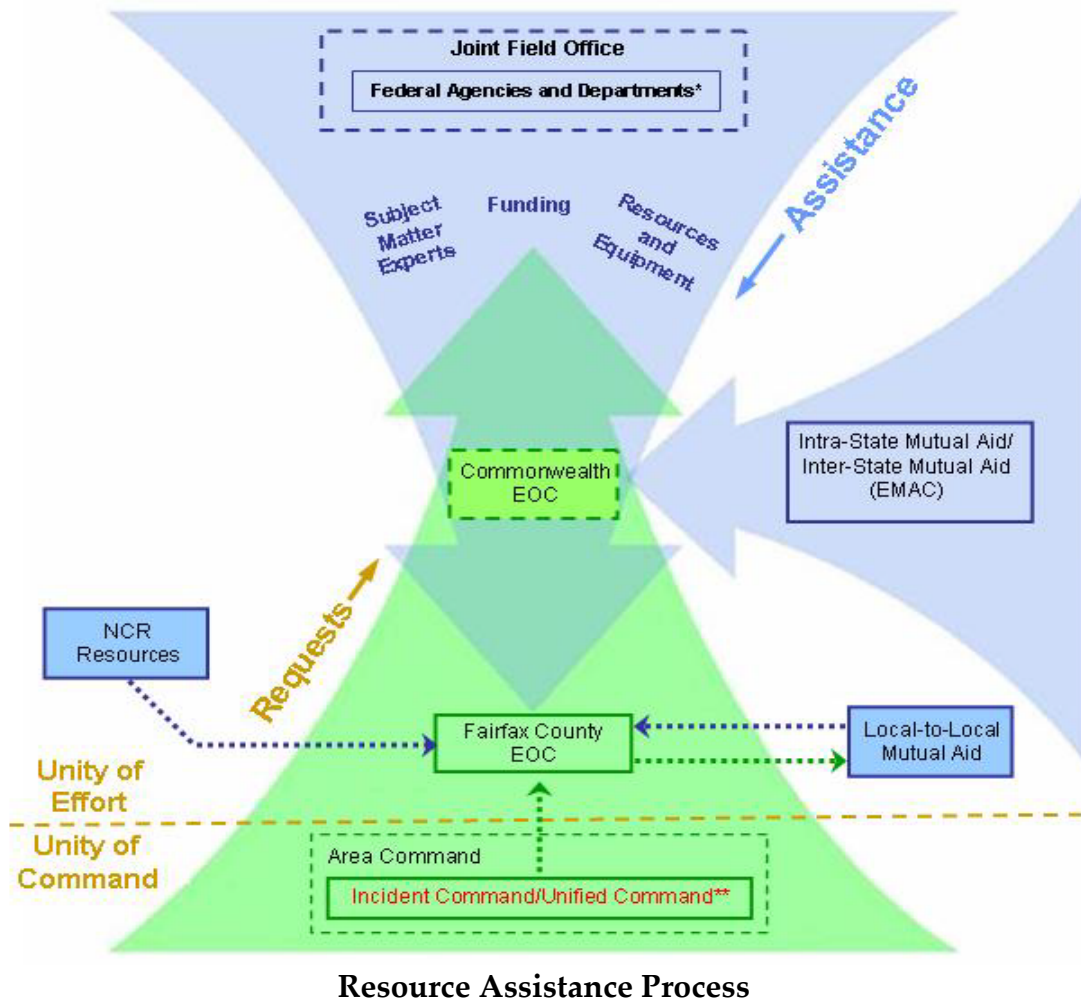 Joint Field Office
Federal Agencies and Departments*
Assistance
Subject
Matter
Experts
Funding
Resources
and
Equipment
Intra-State Mutual Aid/
Inter-State Mutual Aid
(EMAC)
Commonwealth
EOC
Requests
NCR
Resources
Fairfax County
EOC
Local-to-Local
Mutual Aid
Unity of
Effort
Unity of
Command
Area Command
Incident Command/Unified Command**
Resource Assistance Process